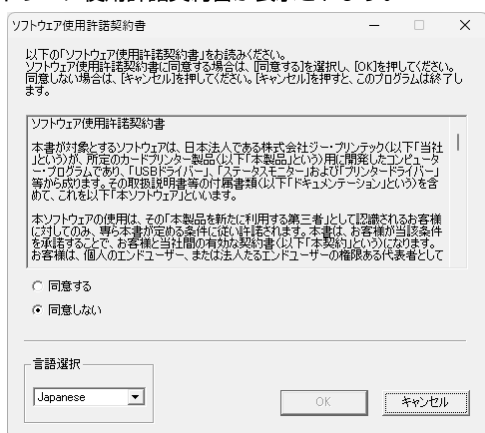 ソフトウェア使用許諾契約書
以下の「ソフトウェア使用許諾契約書」をお読みください。
ソフトウェア使用許諾契約書に同意する場合は、[同意する]を選択し、[OK]を押してください。
同意しない場合は、[キャンセル]を押してください。[キャンセル]を押すと、このプログラムは終了し
ます。
ソフトウェア使用許諾契約書
本書が対象とするソフトウェアは、日本法人である株式会社ジー・プリンテック(以下「当社
」という)が、所定のカードプリンター製品(以下「本製品」という)用に開発したコンピュータ
ー・プログラムであり、「USBドライバー」、「ステータスモニター」および「プリンタードライバー」
等から成ります。その取扱説明書等の付属書類(以下「ドキュメンテーション」という)を含
めて、これを以下「本ソフトウェア」といいます。
本ソフトウェアの使用は、その「本製品を新たに利用する第三者」として認識されるお客様
に対してのみ、専ら本書が定める条件に従い許諾されます。本書は、お客様が当該条件
を承諾することで、お客様と当社間の有効な契約書(以下「本契約」という)になります。
お客様は、個人のエンドユーザー、または法人たるエンドユーザーの権限ある代表者として
同意する
同意しない
言語選択
Japanese
OK
キャンセル